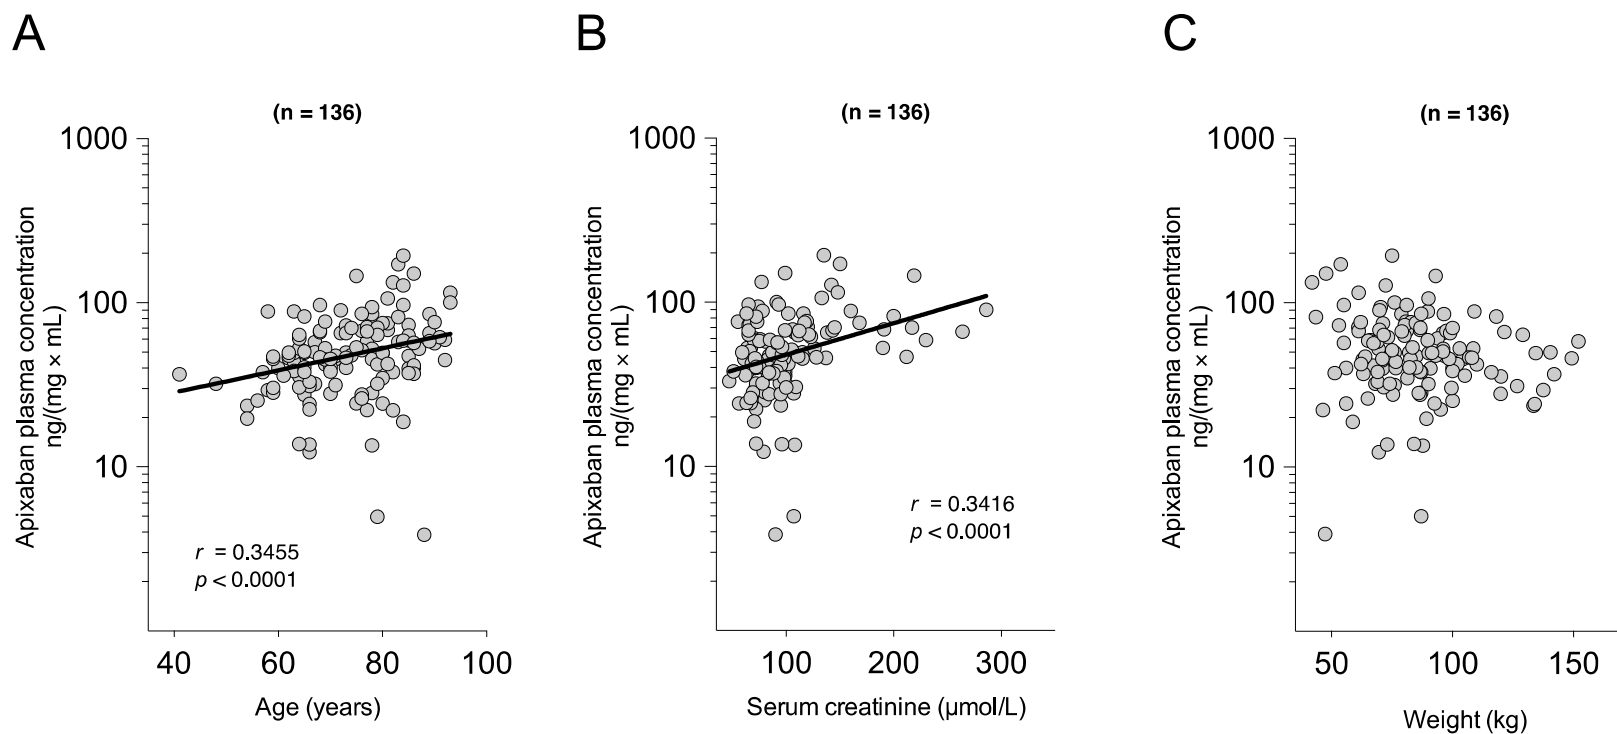 A
(n = 136)
Apixaban plasma concentration
ng/(mg × mL)
1000
100
10
r = 0.3455
p < 0.0001
40 60 80 100
Age (years)
B
(n = 136)
Apixaban plasma concentration
ng/(mg × mL)
1000
100
10
r = 0.3416
p < 0.0001
100 200 300
Serum creatinine (µmol/L)
C
(n = 136)
Apixaban plasma concentration
ng/(mg × mL)
1000
100
10
50 100 150
Weight (kg)